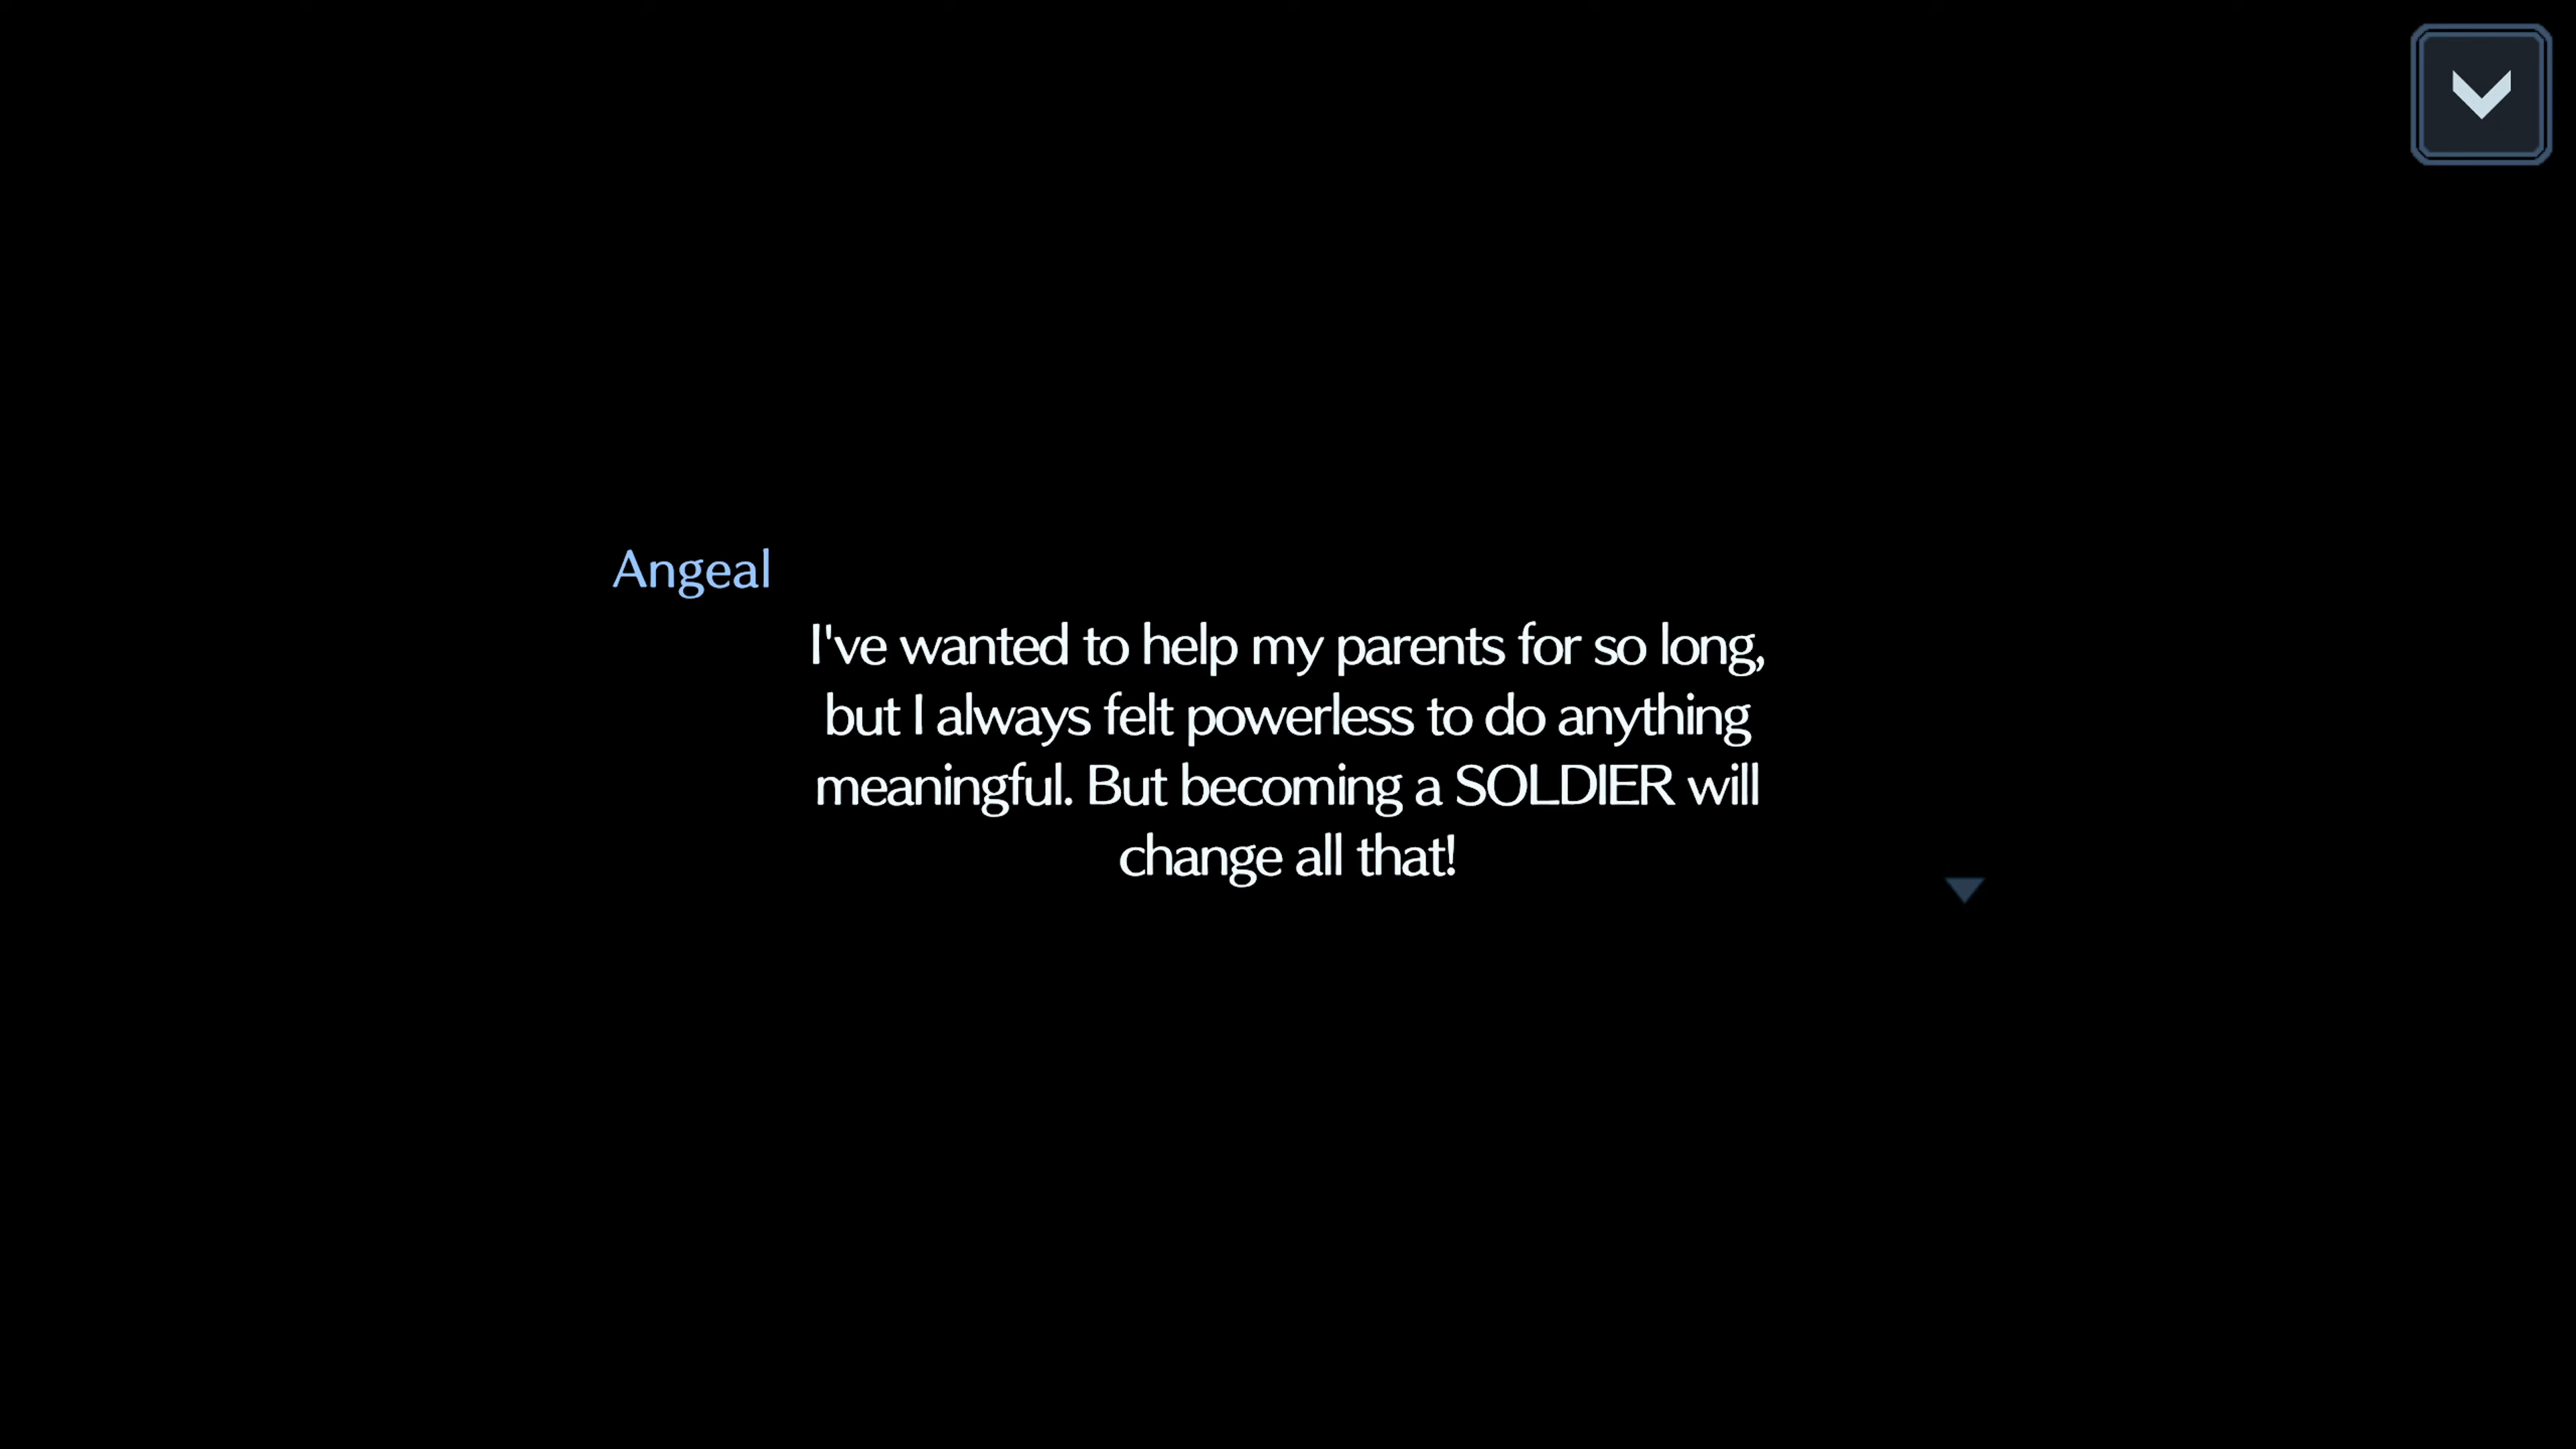 Angeal
I've wanted to help my parents for so long,
but I always felt powerless to do anything
meaningful. But becoming a SOLDIER will
change all that!